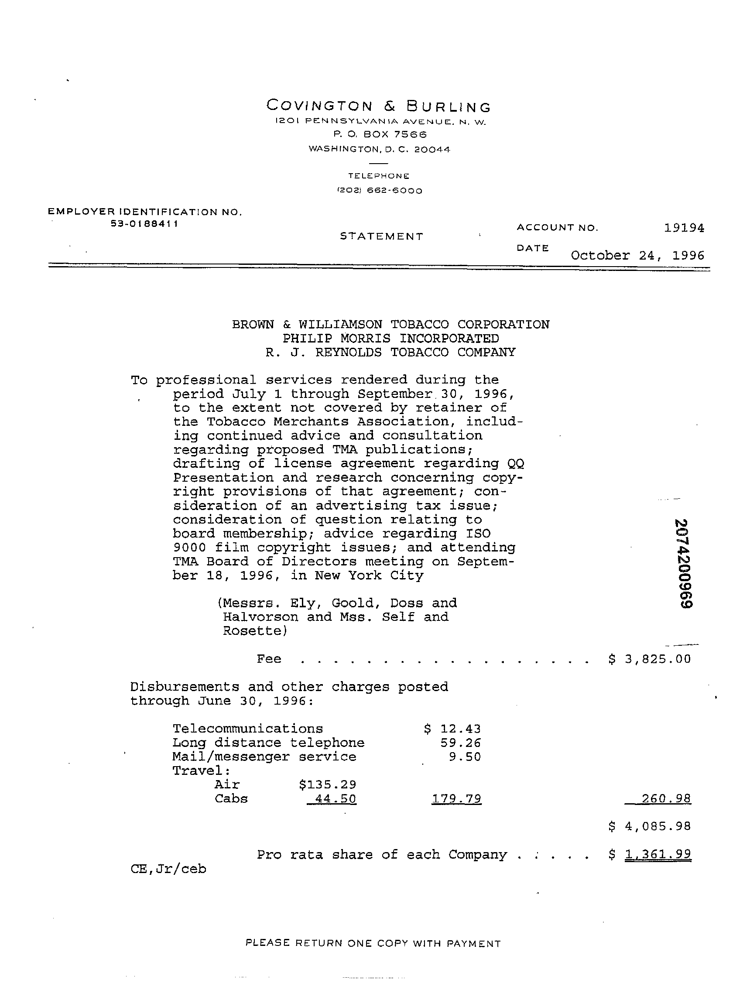 COVINGTON & BURLING
1201 PENNSYLVANIA AVENUE, N. W.
P. O. BOX 7566
WASHINGTON, D. C. 20044
TELEPHONE
(202) 662-6000
EMPLOYER IDENTIFICATION NO.
53-0188411
STATEMENT
ACCOUNT NO. 19194
DATE October 24, 1996
BROWN & WILLIAMSON TOBACCO CORPORATION
PHILIP MORRIS INCORPORATED
R. J. REYNOLDS TOBACCO COMPANY
To professional services rendered during the
period July 1 through September 30, 1996,
to the extent not covered by retainer of
the Tobacco Merchants Association, includ-
ing continued advice and consultation
regarding proposed TMA publications;
drafting of license agreement regarding QQ
Presentation and research concerning copy-
right provisions of that agreement; con-
sideration of an advertising tax issue;
consideration of question relating to
board membership; advice regarding ISO
9000 film copyright issues; and attending
TMA Board of Directors meeting on Septem-
ber 18, 1996, in New York City
(Messrs. Ely, Goold, Doss and
Halvorson and Mss. Self and
Rosette)
Fee . . . . . . . . . . . . . . . . . . $ 3,825.00
Disbursements and other charges posted
through June 30, 1996:
Telecommunications $ 12.43
Long distance telephone 59.26
Mail/messenger service 9.50
Travel:
Air $135.29
Cabs 44.50 179.79 260.98
$ 4,085.98
Pro rata share of each Company . . . . . $ 1,361.99
CE,Jr/ceb
PLEASE RETURN ONE COPY WITH PAYMENT
2074200969